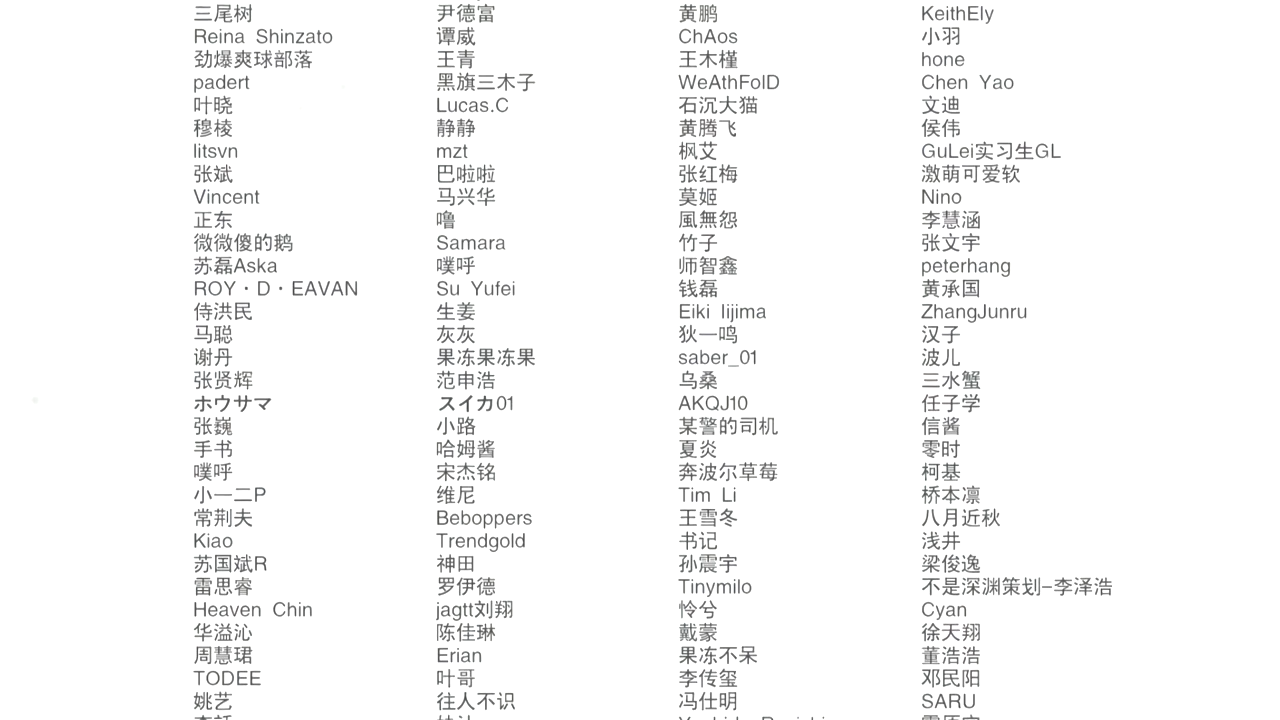 三尾树 尹德富 黄鹏 KeithEly
Reina Shinzato 谭威 ChAos 小羽
劲爆爽球部落 王青 王木槿 hone
padert 黑旗三木子 WeAthFolD Chen Yao
叶晓 Lucas.C 石沉大猫 文迪
穆棱 静静 黄腾飞 侯伟
litsvn mzt 枫艾 GuLei实习生GL
张斌 巴啦啦 张红梅 激萌可爱软
Vincent 马兴华 莫姬 Nino
正东 噜 風無怨 李慧涵
微微傻的鹅 Samara 竹子 张文宇
苏磊Aska 噗呼 师智鑫 peterhang
ROY·D·EAVAN Su Yufei 钱磊 黄承国
侍洪民 生姜 Eiki Iijima ZhangJunru
马聪 灰灰 狄一鸣 汉子
谢丹 果冻果冻果 saber_01 波儿
张贤辉 范申浩 乌桑 三水蟹
ホウサマ スイカ01 AKQJ10 任子学
张巍 小路 某警的司机 信酱
手书 哈姆酱 夏炎 零时
噗呼 宋杰铭 奔波尔草莓 柯基
小一二P 维尼 Tim Li 桥本凛
常荆夫 Beboppers 王雪冬 八月近秋
Kiao Trendgold 书记 浅井
苏国斌R 神田 孙震宇 梁俊逸
雷思睿 罗伊德 Tinymilo 不是深渊策划-李泽浩
Heaven Chin jagtt刘翔 怜兮 Cyan
华溢沁 陈佳琳 戴蒙 徐天翔
周慧珺 Erian 果冻不呆 董浩浩
TODEE 叶哥 李传玺 邓民阳
姚艺 往人不识 冯仕明 SARU